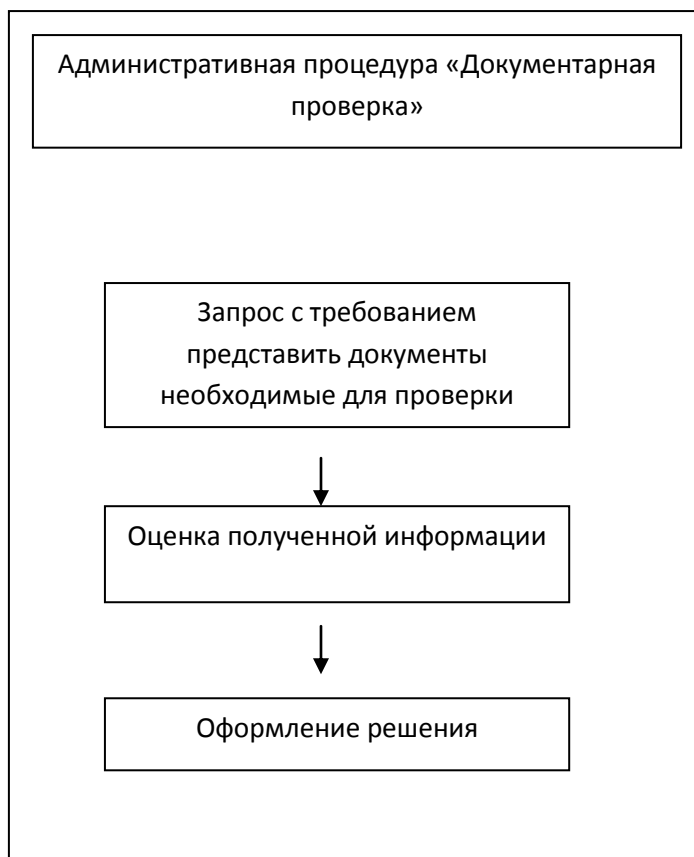 Административная процедура «Документарная
проверка»
Запрос с требованием
представить документы
необходимые для проверки
Оценка полученной информации
Оформление решения